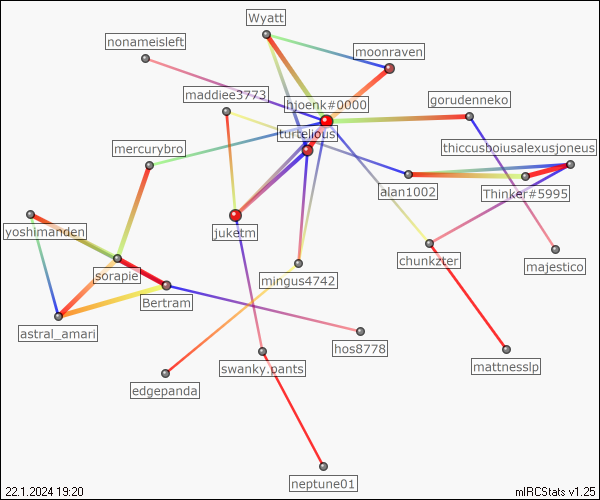 Wyatt
nonameisleft
moonraven
maddiee3773
hjoenk#0000
gorudenneko
turtelious
mercurybro
thiccusboiusalexusjoneus
alan1002
Thinker#5995
yoshimanden
juketm
chunkzter
majestico
sorapie
mingus4742
Bertram
astral_amari
hos8778
swanky.pants
mattnesslp
edgepanda
neptune01
22.1.2024 19:20
mIRCStats v1.25